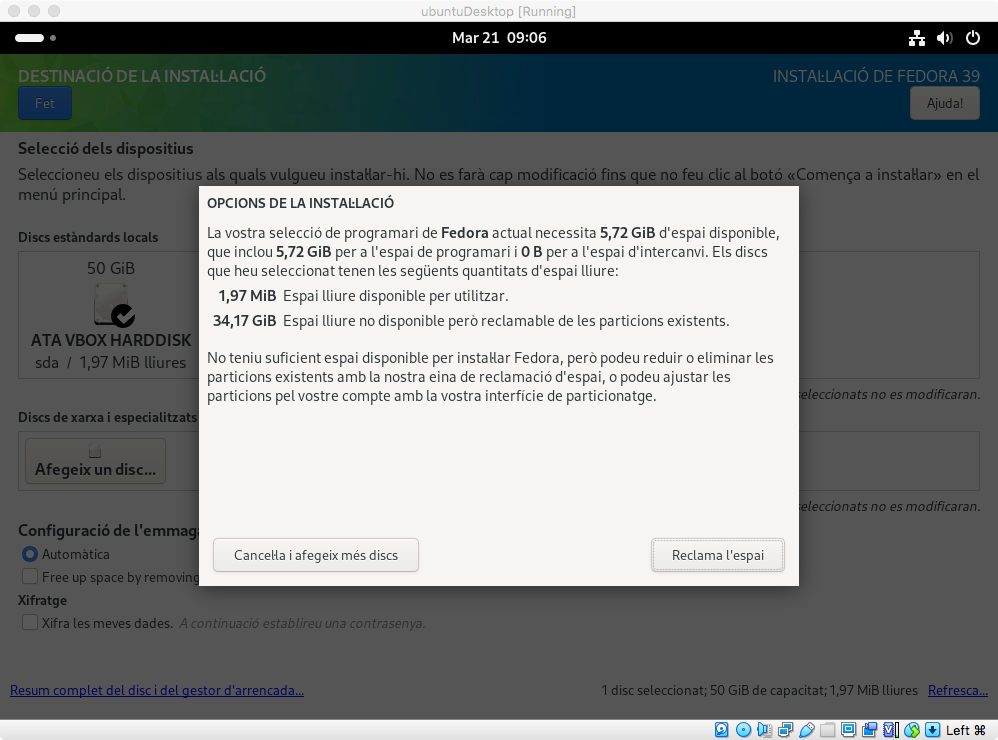 ubuntuDesktop [Running]
Mar 21 09:06
DESTINACIÓ DE LA INSTAL·LACIÓ
INSTAL·LACIÓ DE FEDORA 39
Fet
Ajuda!
Selecció dels dispositius
Seleccioneu els dispositius als quals vulgueu instal·lar-hi. No es farà cap modificació fins que no feu clic al botó «Comença a instal·lar» en el
menú principal.
Discs estàndards locals
50 GiB
ATA VBOX HARDDISK
sda / 1,97 MiB lliures
seleccionats no es modificaran.
Discs de xarxa i especialitzats
Afegeix un disc...
seleccionats no es modificaran.
Configuració de l'emmaga
Automàtica
Free up space by removing
Xifratge
Xifra les meves dades. A continuació establireu una contrasenya.
Resum complet del disc i del gestor d'arrencada...
1 disc seleccionat; 50 GiB de capacitat; 1,97 MiB lliures Refresca...
OPCIONS DE LA INSTAL·LACIÓ
La vostra selecció de programari de Fedora actual necessita 5,72 GiB d'espai disponible,
que inclou 5,72 GiB per a l'espai de programari i 0 B per a l'espai d'intercanvi. Els discs
que heu seleccionat tenen les següents quantitats d'espai lliure:
1,97 MiB Espai lliure disponible per utilitzar.
34,17 GiB Espai lliure no disponible però reclamable de les particions existents.
No teniu suficient espai disponible per instal·lar Fedora, però podeu reduir o eliminar les
particions existents amb la nostra eina de reclamació d'espai, o podeu ajustar les
particions pel vostre compte amb la vostra interfície de particionatge.
Cancel·la i afegeix més discs
Reclama l'espai
Left ⌘